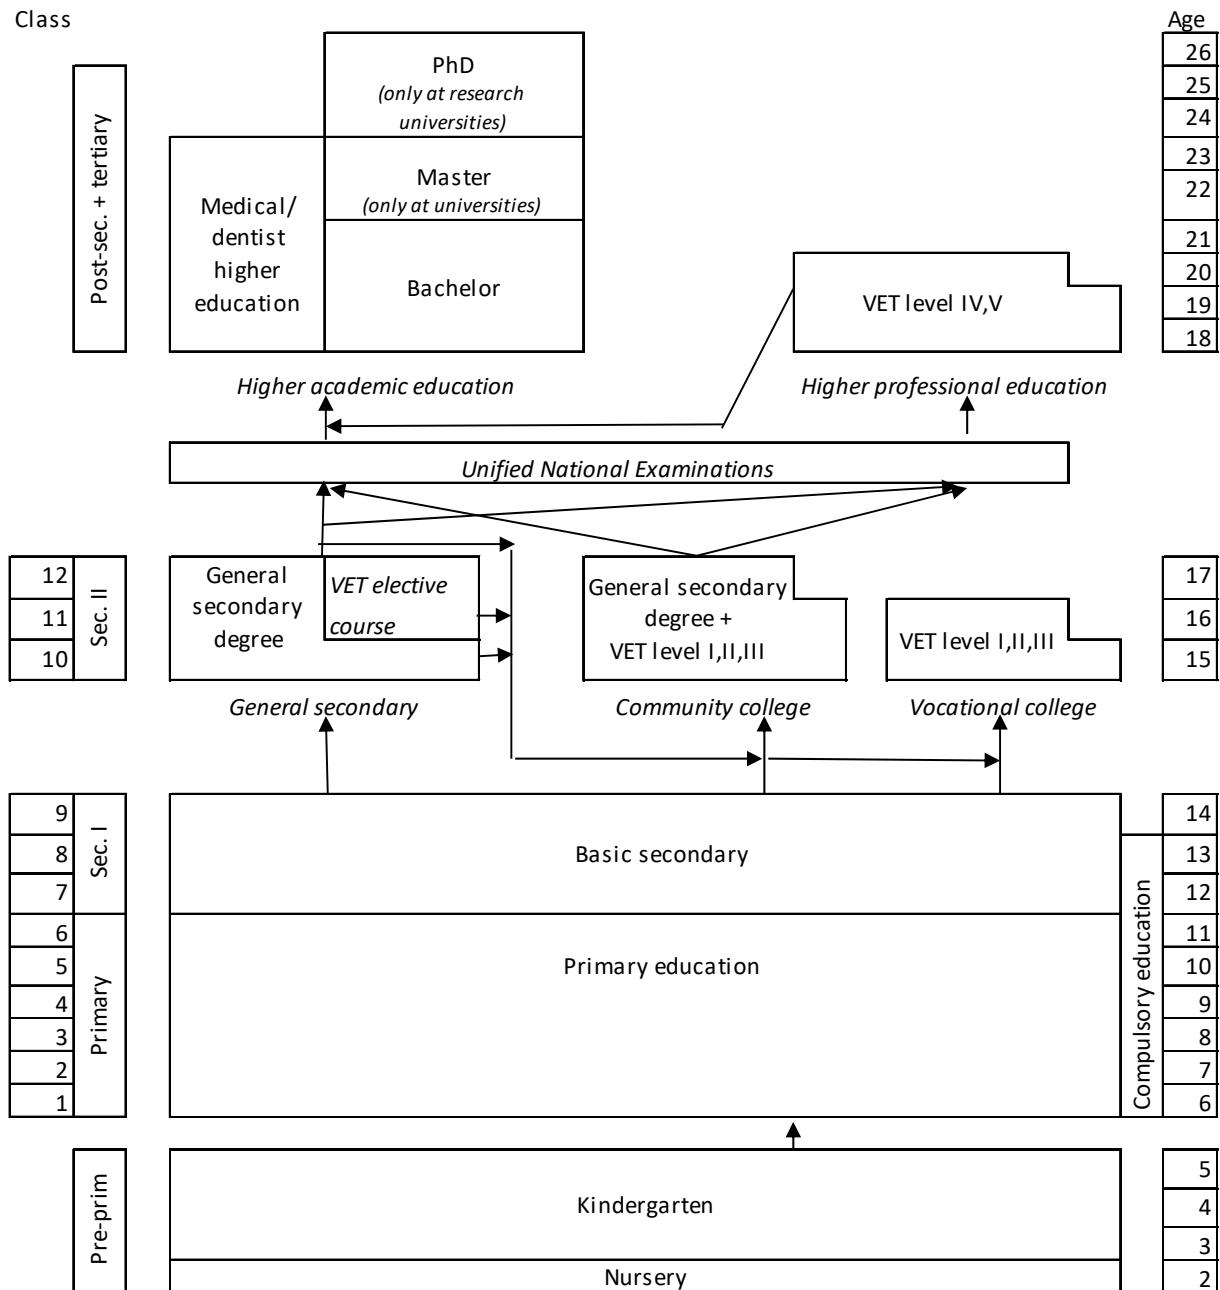 Class
Age
26
25
24
23
22
21
20
19
18
Post-sec. + tertiary
PhD
(only at research
universities)
Master
(only at universities)
Medical/
dentist
higher
education
Bachelor
VET level IV,V
Higher academic education
Higher professional education
Unified National Examinations
12
11
10
Sec. II
General
secondary
degree
VET elective
course
General secondary
degree +
VET level I,II,III
VET level I,II,III
17
16
15
General secondary
Community college
Vocational college
9
8
7
Sec. I
Basic secondary
14
13
12
6
5
4
3
2
1
Primary
Primary education
Compulsory education
11
10
9
8
7
6
Pre-prim
Kindergarten
Nursery
5
4
3
2